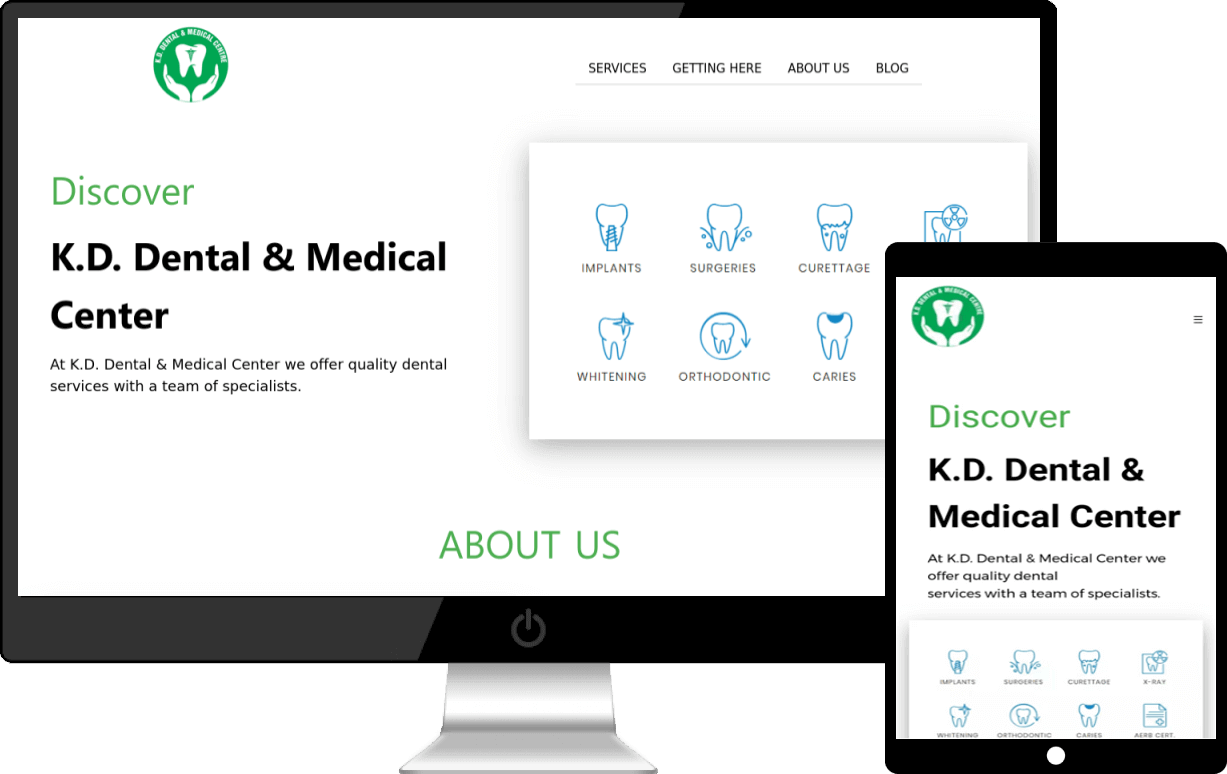 K.D. DENTAL & MEDICAL CENTRE
SERVICES GETTING HERE ABOUT US BLOG
Discover
K.D. Dental & Medical
Center
At K.D. Dental & Medical Center we offer quality dental
services with a team of specialists.
IMPLANTS SURGERIES CURETTAGE
WHITENING ORTHODONTIC CARIES
ABOUT US
K.D. DENTAL & MEDICAL CENTRE
Discover
K.D. Dental &
Medical Center
At K.D. Dental & Medical Center we
offer quality dental
services with a team of specialists.
IMPLANTS SURGERIES CURETTAGE X-RAY
WHITENING ORTHODONTIC CARIES AERB CERT.